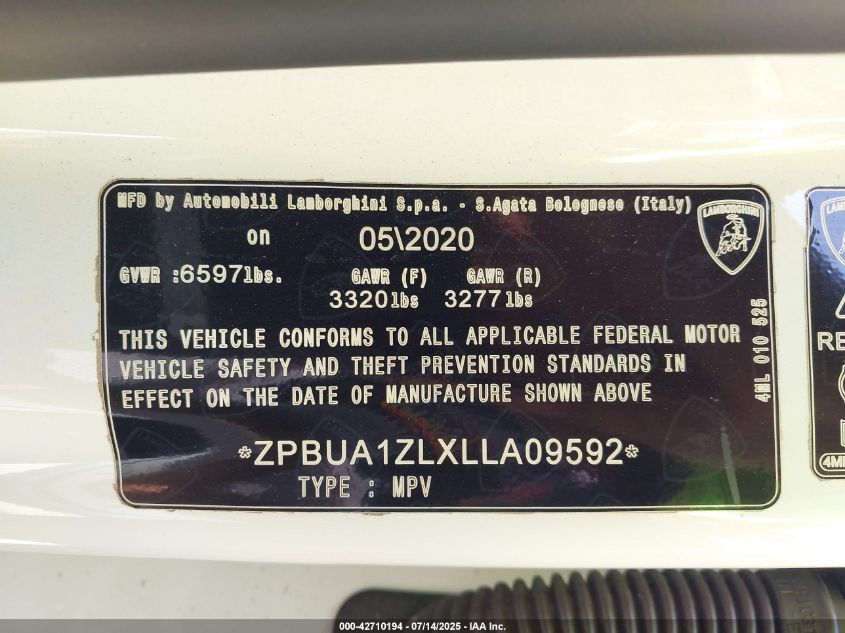 MFD by Automobili Lamborghini S.p.a. - S.Agata Bolognese (Italy)
on 05\2020
LAMBORGHINI
GVWR :6597lbs. GAWR (F) GAWR (R)
3320lbs 3277lbs
THIS VEHICLE CONFORMS TO ALL APPLICABLE FEDERAL MOTOR
VEHICLE SAFETY AND THEFT PREVENTION STANDARDS IN
EFFECT ON THE DATE OF MANUFACTURE SHOWN ABOVE
*ZPBUA1ZLXLLA09592*
TYPE : MPV
4ML 010 525
RE
000-42710194 - 07/14/2025 - IAA Inc.